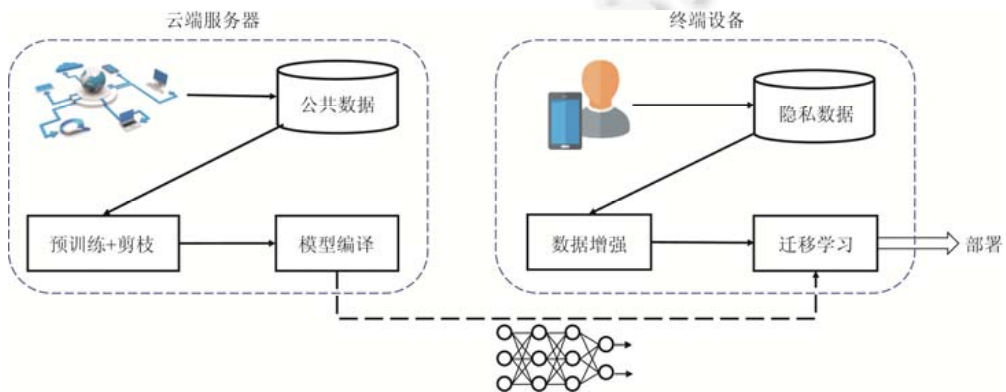 云端服务器
终端设备
公共数据
隐私数据
预训练+剪枝
模型编译
数据增强
迁移学习
部署